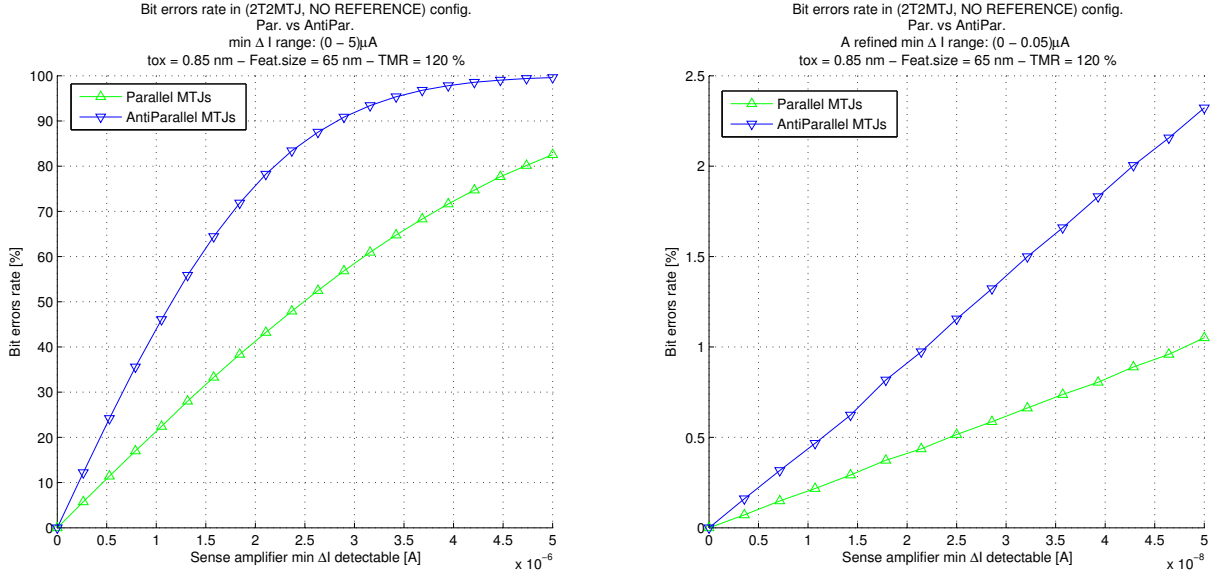 Bit errors rate in (2T2MTJ, NO REFERENCE) config.
Par. vs AntiPar.
min Δ I range: (0 − 5)μA
tox = 0.85 nm − Feat.size = 65 nm − TMR = 120 %
100
90
80
70
60
50
40
30
20
10
0
Bit errors rate [%]
Parallel MTJs
AntiParallel MTJs
0 0.5 1 1.5 2 2.5 3 3.5 4 4.5 5
Sense amplifier min ΔI detectable [A]
x 10⁻⁶
Bit errors rate in (2T2MTJ, NO REFERENCE) config.
Par. vs AntiPar.
A refined min Δ I range: (0 − 0.05)μA
tox = 0.85 nm − Feat.size = 65 nm − TMR = 120 %
2.5
2
1.5
1
0.5
0
Bit errors rate [%]
Parallel MTJs
AntiParallel MTJs
0 0.5 1 1.5 2 2.5 3 3.5 4 4.5 5
Sense amplifier min ΔI detectable [A]
x 10⁻⁸